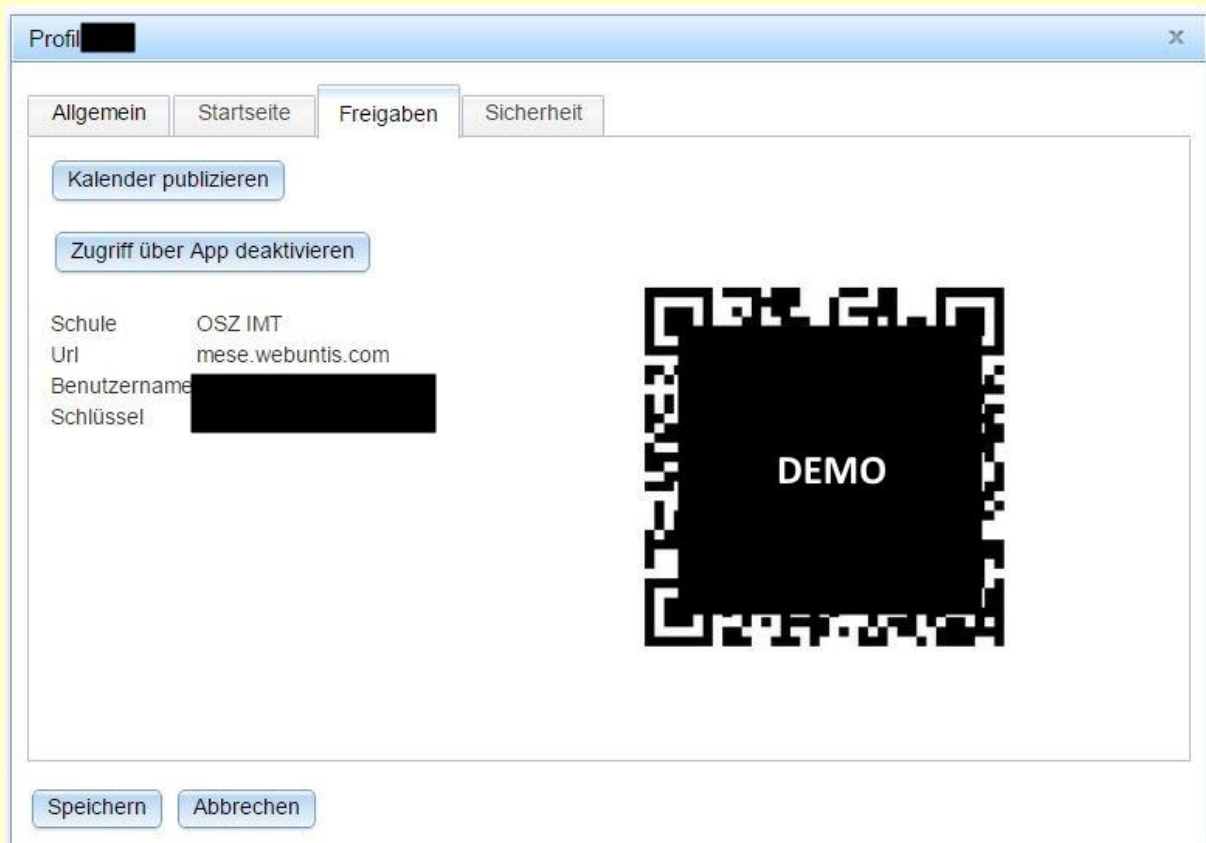 Profil
x
Allgemein Startseite Freigaben Sicherheit
Kalender publizieren
Zugriff über App deaktivieren
Schule OSZ IMT
Url mese.webuntis.com
Benutzername
Schlüssel
DEMO
Speichern Abbrechen